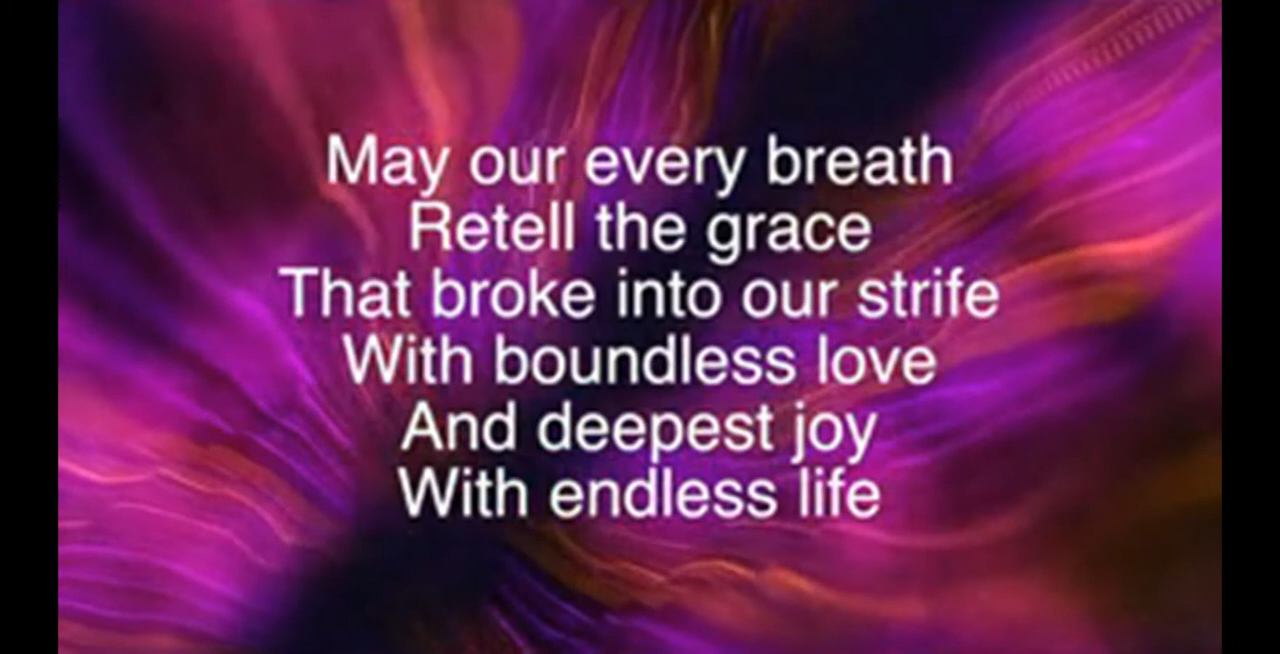 May our every breath
Retell the grace
That broke into our strife
With boundless love
And deepest joy
With endless life